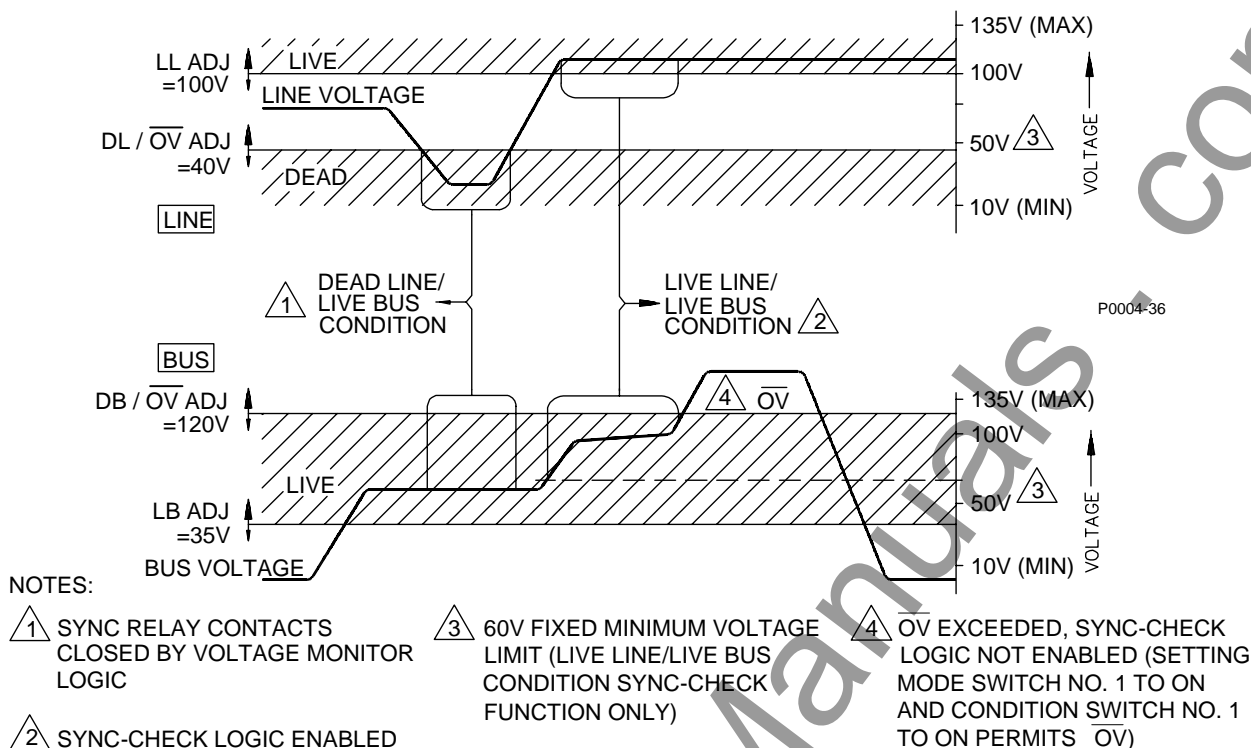 135V (MAX)
LL ADJ
=100V
LIVE
100V
LINE VOLTAGE
DL / OV ADJ
=40V
50V 3
DEAD
VOLTAGE
LINE
10V (MIN)
1 DEAD LINE/
LIVE BUS
CONDITION
LIVE LINE/
LIVE BUS
CONDITION 2
P0004-36
BUS
DB / OV ADJ
=120V
4 OV
135V (MAX)
100V
LIVE
50V 3
LB ADJ
=35V
VOLTAGE
BUS VOLTAGE
10V (MIN)
NOTES:
1 SYNC RELAY CONTACTS
CLOSED BY VOLTAGE MONITOR
LOGIC
2 SYNC-CHECK LOGIC ENABLED
3 60V FIXED MINIMUM VOLTAGE
LIMIT (LIVE LINE/LIVE BUS
CONDITION SYNC-CHECK
FUNCTION ONLY)
4 OV EXCEEDED, SYNC-CHECK
LOGIC NOT ENABLED (SETTING
MODE SWITCH NO. 1 TO ON
AND CONDITION SWITCH NO. 1
TO ON PERMITS OV)
Manuals.com